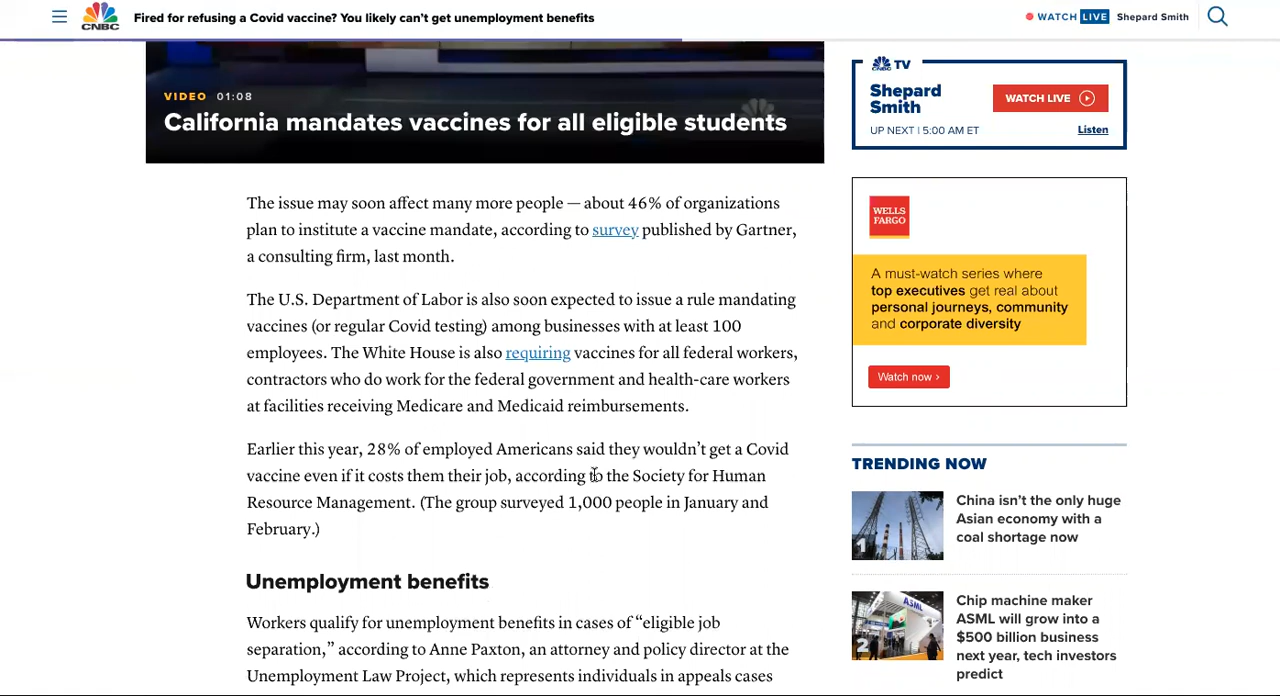 CNBC
Fired for refusing a Covid vaccine? You likely can't get unemployment benefits
WATCH LIVE Shepard Smith
VIDEO 01:08
California mandates vaccines for all eligible students
The issue may soon affect many more people — about 46% of organizations
plan to institute a vaccine mandate, according to survey published by Gartner,
a consulting firm, last month.
The U.S. Department of Labor is also soon expected to issue a rule mandating
vaccines (or regular Covid testing) among businesses with at least 100
employees. The White House is also requiring vaccines for all federal workers,
contractors who do work for the federal government and health-care workers
at facilities receiving Medicare and Medicaid reimbursements.
Earlier this year, 28% of employed Americans said they wouldn't get a Covid
vaccine even if it costs them their job, according to the Society for Human
Resource Management. (The group surveyed 1,000 people in January and
February.)
Unemployment benefits
Workers qualify for unemployment benefits in cases of “eligible job
separation,” according to Anne Paxton, an attorney and policy director at the
Unemployment Law Project, which represents individuals in appeals cases
CNBC TV
Shepard
Smith
WATCH LIVE
UP NEXT | 5:00 AM ET
Listen
WELLS
FARGO
A must-watch series where
top executives get real about
personal journeys, community
and corporate diversity
Watch now ›
TRENDING NOW
1
China isn't the only huge
Asian economy with a
coal shortage now
ASML
2
Chip machine maker
ASML will grow into a
$500 billion business
next year, tech investors
predict